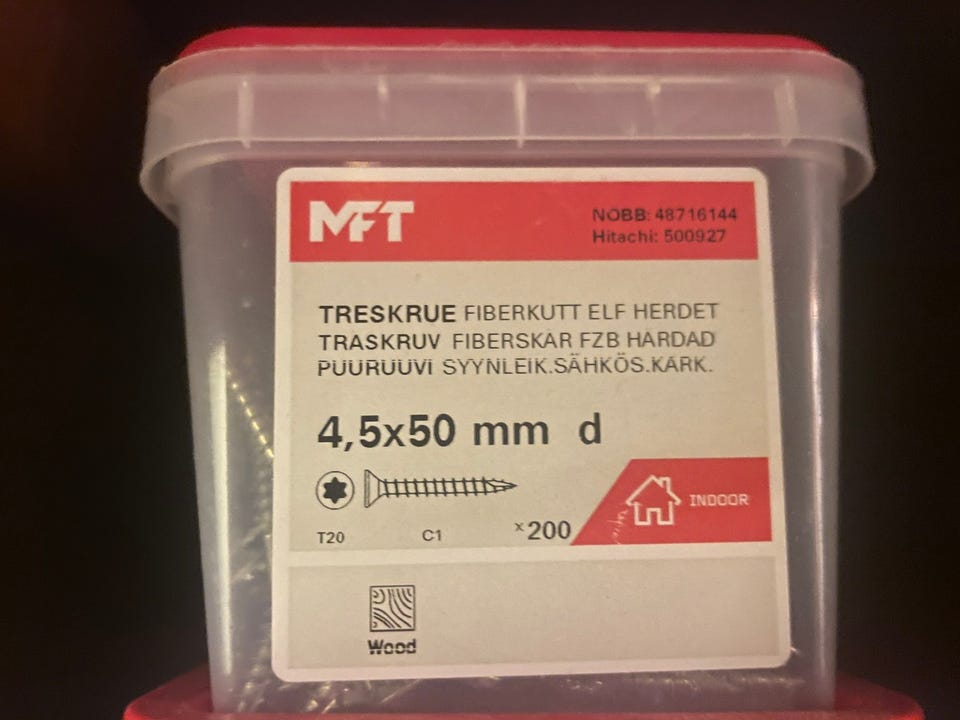 MFT
NOBB: 48716144
Hitachi: 500927
TRESKRUE FIBERKUTT ELF HERDET
TRASKRUV FIBERSKAR FZB HARDAD
PUURUUVI SYYNLEIK.SÄHKÖS.KARK.
4,5x50 mm d
T20 C1 x200
INDOOR
Wood